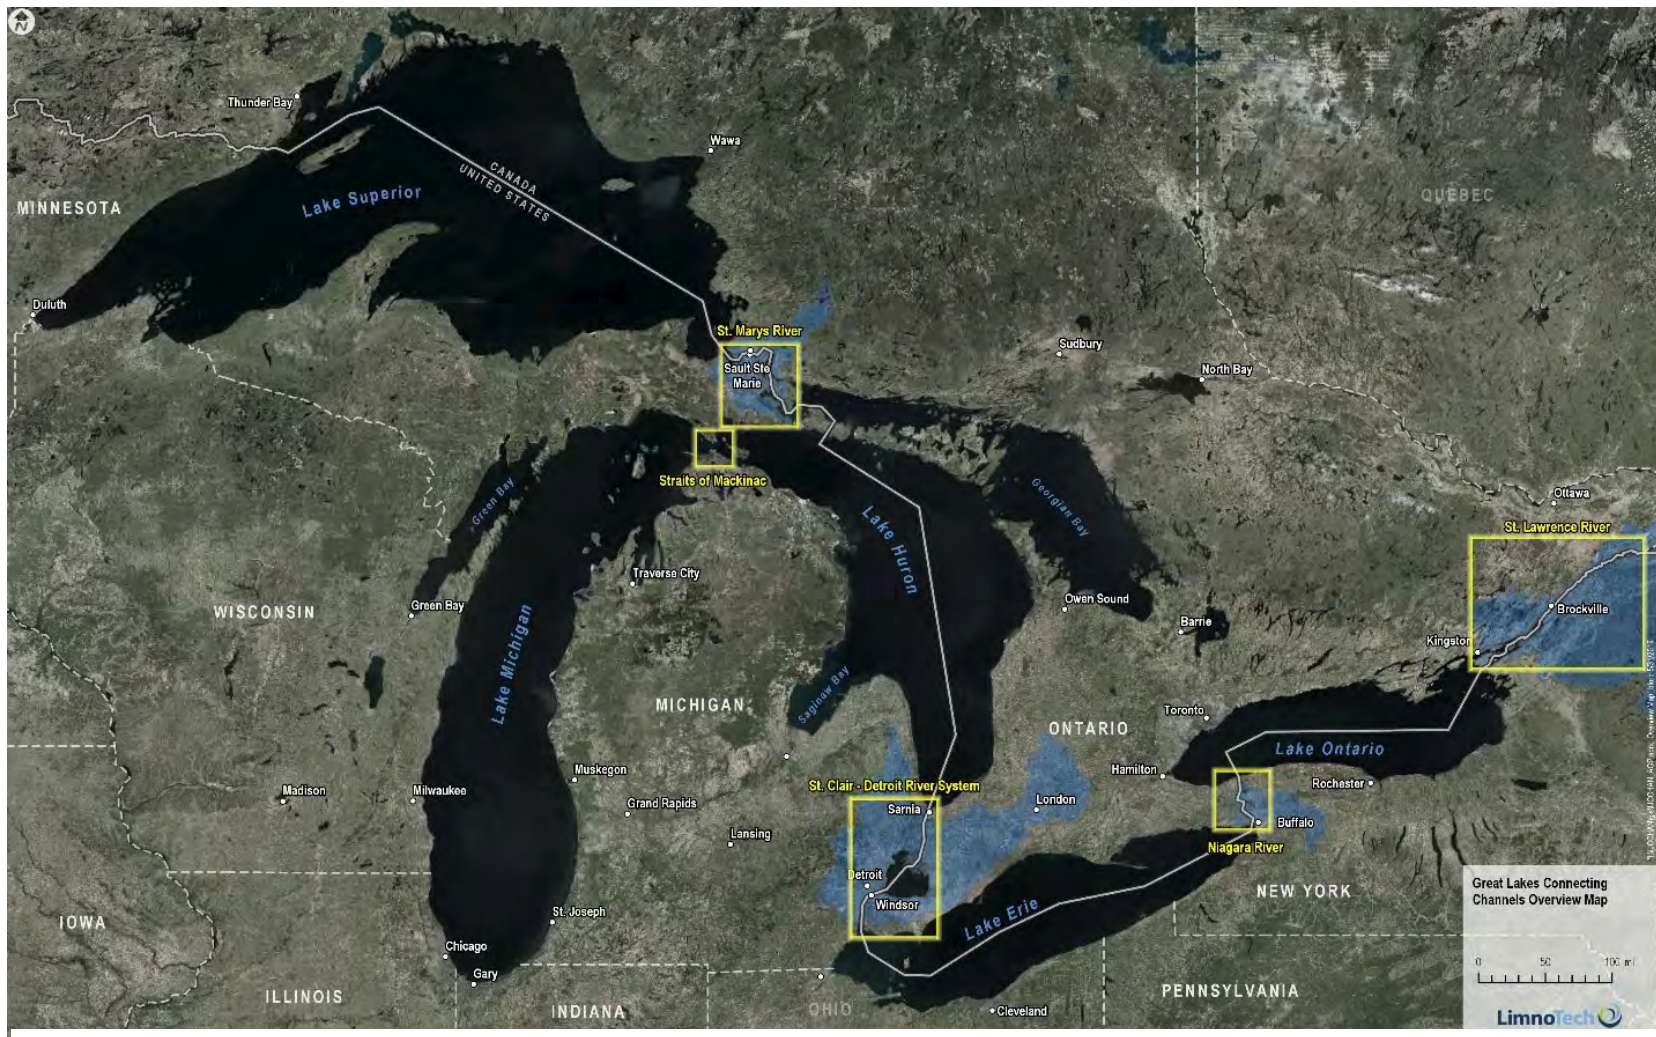 N
Thunder Bay
Wawa
CANADA
UNITED STATES
Lake Superior
MINNESOTA
QUEBEC
Duluth
St. Marys River
Sault Ste
Marie
Sudbury
North Bay
Straits of Mackinac
Green Bay
Georgian Bay
Ottawa
Lake Huron
St. Lawrence River
Traverse City
Green Bay
Owen Sound
Brockville
WISCONSIN
Barrie
Kingston
Lake Michigan
Saginaw Bay
MICHIGAN
Toronto
ONTARIO
Lake Ontario
Muskegon
Hamilton
St. Clair - Detroit River System
Rochester
Madison
Milwaukee
Grand Rapids
Sarnia
London
Buffalo
Lansing
Niagara River
Detroit
Windsor
NEW YORK
Great Lakes Connecting
Channels Overview Map
St. Joseph
Lake Erie
IOWA
Chicago
Gary
0 50 100 mi
ILLINOIS
PENNSYLVANIA
INDIANA
OHIO
Cleveland
LimnoTech